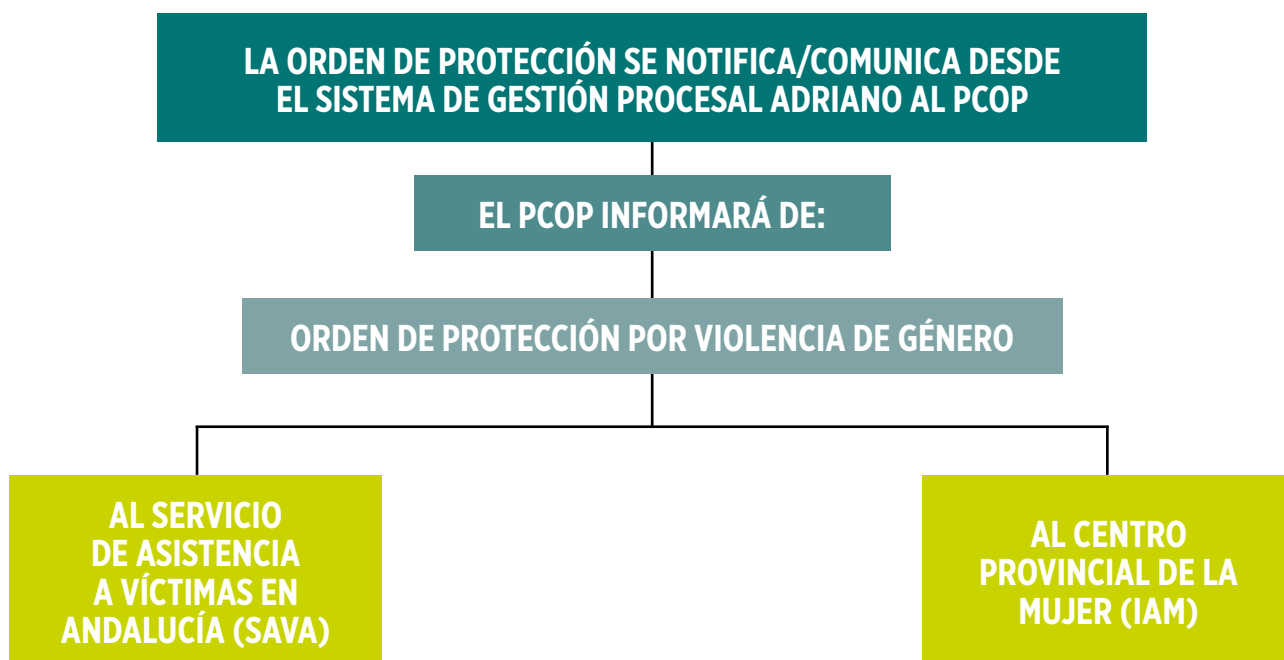 LA ORDEN DE PROTECCIÓN SE NOTIFICA/COMUNICA DESDE
EL SISTEMA DE GESTIÓN PROCESAL ADRIANO AL PCOP
EL PCOP INFORMARÁ DE:
ORDEN DE PROTECCIÓN POR VIOLENCIA DE GÉNERO
AL SERVICIO
DE ASISTENCIA
A VÍCTIMAS EN
ANDALUCÍA (SAVA)
AL CENTRO
PROVINCIAL DE LA
MUJER (IAM)